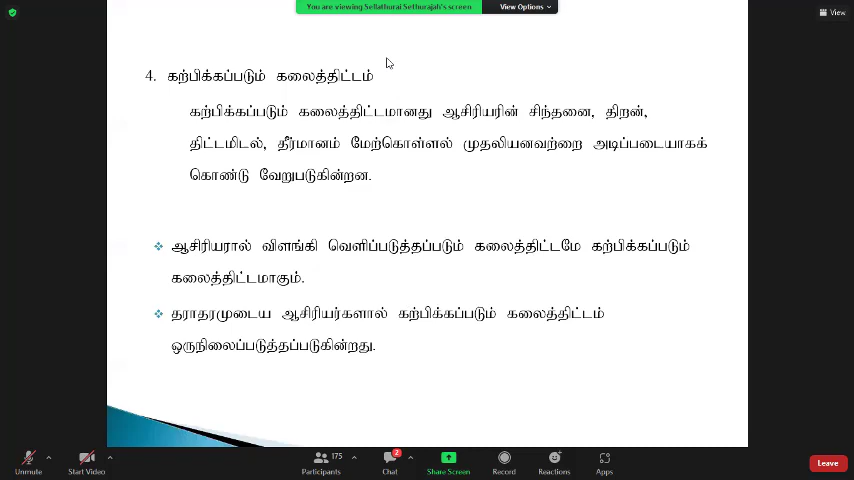 You are viewing Sellathurai Sethurajah's screen View Options
View
4. கற்பிக்கப்படும் கலைத்திட்டம்
கற்பிக்கப்படும் கலைத்திட்டமானது ஆசிரியரின் சிந்தனை, திறன்,
திட்டமிடல், தீர்மானம் மேற்கொள்ளல் முதலியனவற்றை அடிப்படையாகக்
கொண்டு வேறுபடுகின்றன.
ஆசிரியரால் விளங்கி வெளிப்படுத்தப்படும் கலைத்திட்டமே கற்பிக்கப்படும்
கலைத்திட்டமாகும்.
தராதரமுடைய ஆசிரியர்களால் கற்பிக்கப்படும் கலைத்திட்டம்
ஒருநிலைப்படுத்தப்படுகின்றது.
175 2
Unmute Start Video Participants Chat Share Screen Record Reactions Apps Leave